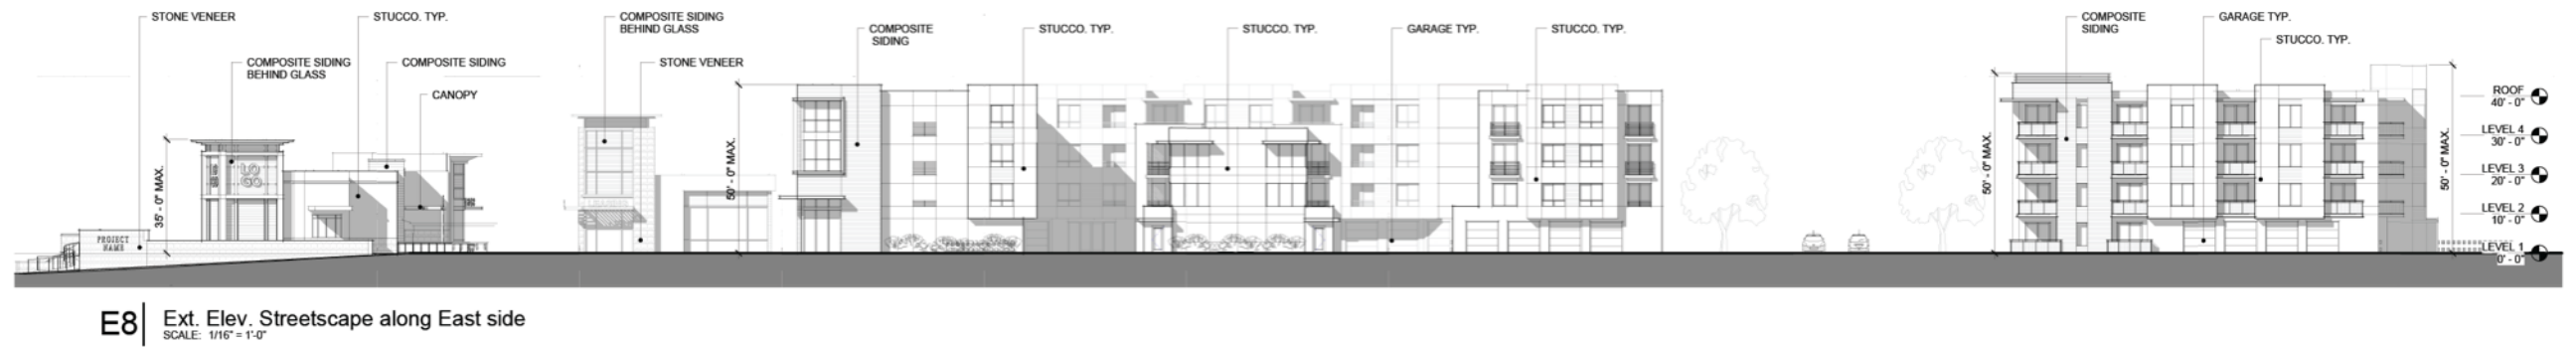 STONE VENEER
STUCCO. TYP.
COMPOSITE SIDING
BEHIND GLASS
COMPOSITE SIDING
CANOPY
35' - 0" MAX.
PROJECT
NAME
LO
GO
COMPOSITE SIDING
BEHIND GLASS
STONE VENEER
50' - 0" MAX.
COMPOSITE
SIDING
STUCCO. TYP.
STUCCO. TYP.
GARAGE TYP.
STUCCO. TYP.
COMPOSITE
SIDING
GARAGE TYP.
STUCCO. TYP.
50' - 0" MAX.
50' - 0" MAX.
ROOF
40' - 0"
LEVEL 4
30' - 0"
LEVEL 3
20' - 0"
LEVEL 2
10' - 0"
LEVEL 1
0' - 0"
E8
Ext. Elev. Streetscape along East side
SCALE: 1/16" = 1'-0"